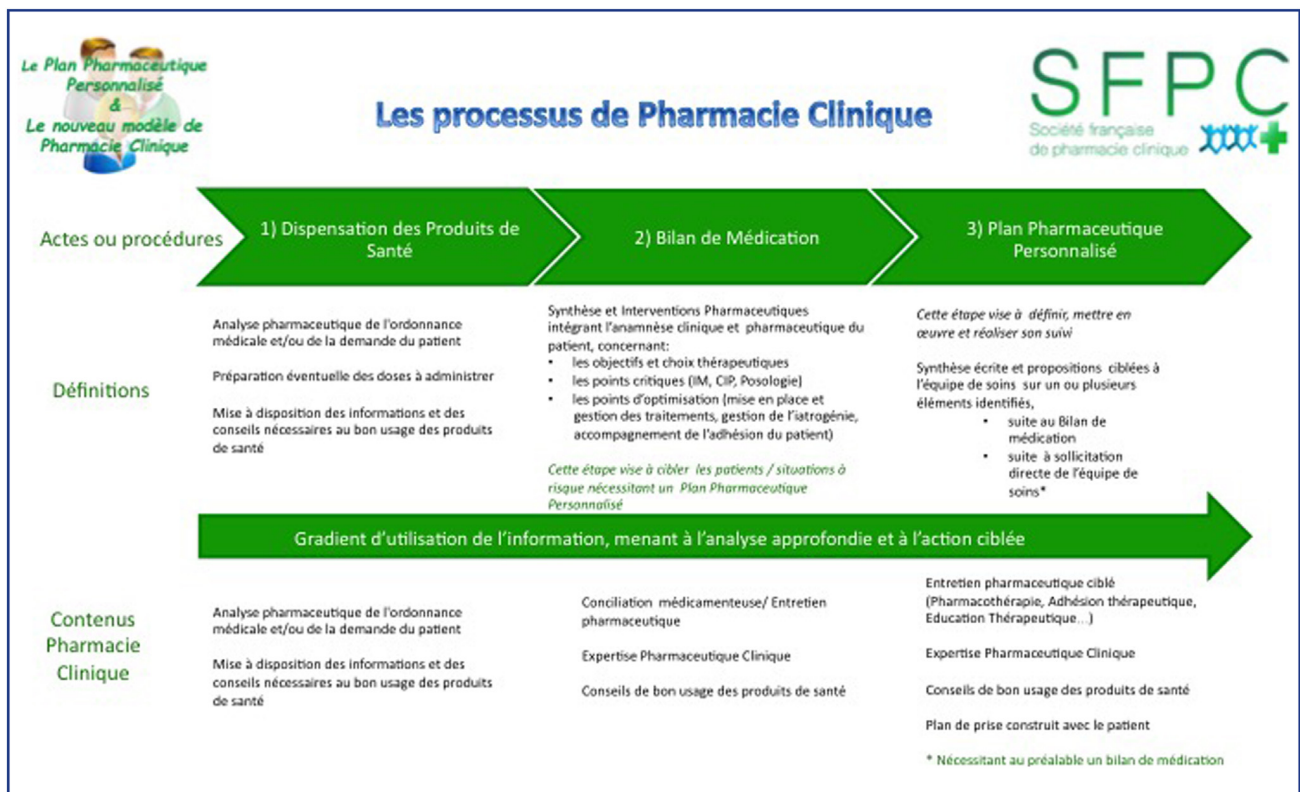 Le Plan Pharmaceutique
Personnalisé
&
Le nouveau modèle de
Pharmacie Clinique
Les processus de Pharmacie Clinique
SFPC
Société française
de pharmacie clinique
Actes ou procédures
1) Dispensation des Produits de
Santé
2) Bilan de Médication
3) Plan Pharmaceutique
Personnalisé
Définitions
Analyse pharmaceutique de l'ordonnance
médicale et/ou de la demande du patient
Préparation éventuelle des doses à administrer
Mise à disposition des informations et des
conseils nécessaires au bon usage des produits
de santé
Synthèse et Interventions Pharmaceutiques
intégrant l'anamnèse clinique et pharmaceutique du
patient, concernant:
• les objectifs et choix thérapeutiques
• les points critiques (IM, CIP, Posologie)
• les points d'optimisation (mise en place et
gestion des traitements, gestion de l'iatrogénie,
accompagnement de l'adhésion du patient)
Cette étape vise à cibler les patients / situations à
risque nécessitant un Plan Pharmaceutique
Personnalisé
Cette étape vise à définir, mettre en
œuvre et réaliser son suivi
Synthèse écrite et propositions ciblées à
l'équipe de soins sur un ou plusieurs
éléments identifiés,
• suite au Bilan de
médication
• suite à sollicitation
directe de l'équipe de
soins*
Gradient d'utilisation de l'information, menant à l'analyse approfondie et à l'action ciblée
Contenus
Pharmacie
Clinique
Analyse pharmaceutique de l'ordonnance
médicale et/ou de la demande du patient
Mise à disposition des informations et des
conseils nécessaires au bon usage des produits
de santé
Conciliation médicamenteuse/ Entretien
pharmaceutique
Expertise Pharmaceutique Clinique
Conseils de bon usage des produits de santé
Entretien pharmaceutique ciblé
(Pharmacothérapie, Adhésion thérapeutique,
Education Thérapeutique...)
Expertise Pharmaceutique Clinique
Conseils de bon usage des produits de santé
Plan de prise construit avec le patient
* Nécessitant au préalable un bilan de médication